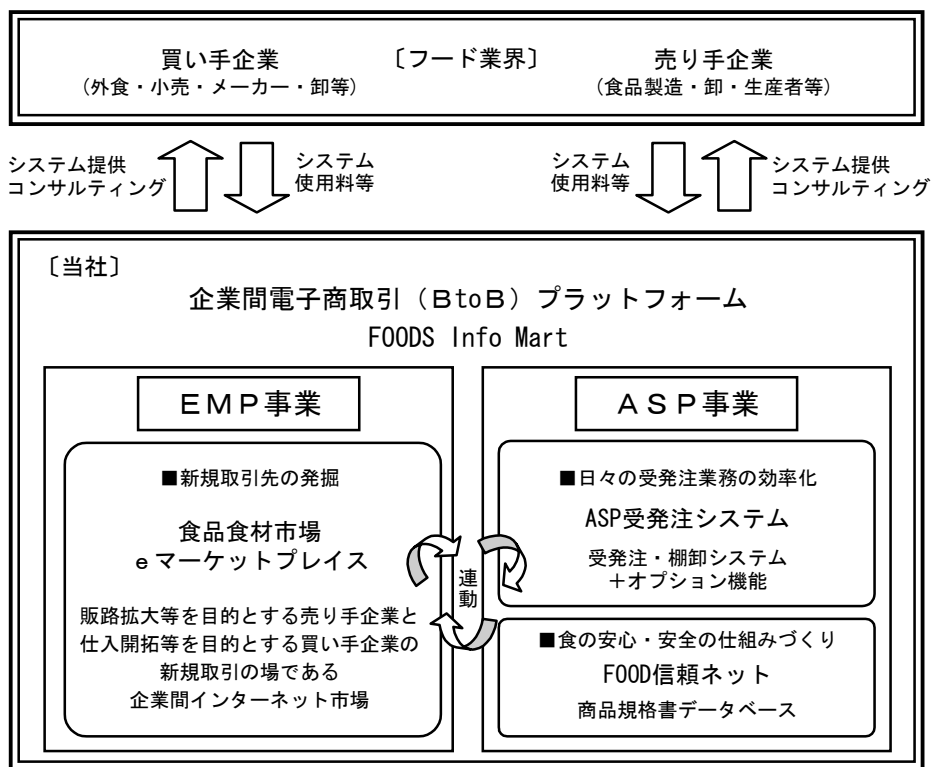 買い手企業 〔フード業界〕 売り手企業
(外食・小売・メーカー・卸等) (食品製造・卸・生産者等)
システム提供
コンサルティング
システム
使用料等
システム
使用料等
システム提供
コンサルティング
〔当社〕
企業間電子商取引（ＢtoＢ）プラットフォーム
FOODS Info Mart
ＥＭＰ事業
■新規取引先の発掘
食品食材市場
ｅマーケットプレイス
販路拡大等を目的とする売り手企業と
仕入開拓等を目的とする買い手企業の
新規取引の場である
企業間インターネット市場
連動
ＡＳＰ事業
■日々の受発注業務の効率化
ASP受発注システム
受発注・棚卸システム
＋オプション機能
■食の安心・安全の仕組みづくり
FOOD信頼ネット
商品規格書データベース